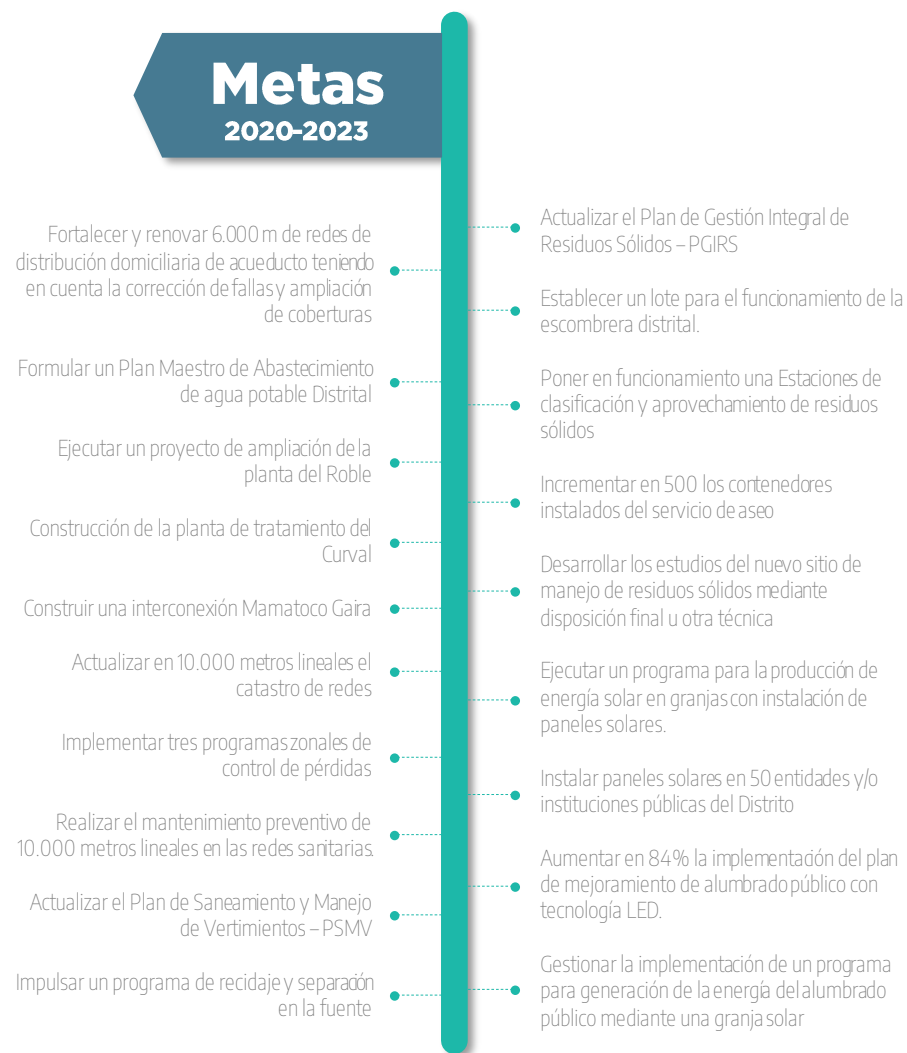 Metas
2020-2023
Fortalecer y renovar 6.000 m de redes de
distribución domiciliaria de acueducto teniendo
en cuenta la corrección de fallas y ampliación
de coberturas
Formular un Plan Maestro de Abastecimiento
de agua potable Distrital
Ejecutar un proyecto de ampliación de la
planta del Roble
Construcción de la planta de tratamiento del
Curval
Construir una interconexión Mamatoco Gaira
Actualizar en 10.000 metros lineales el
catastro de redes
Implementar tres programas zonales de
control de pérdidas
Realizar el mantenimiento preventivo de
10.000 metros lineales en las redes sanitarias.
Actualizar el Plan de Saneamiento y Manejo
de Vertimientos – PSMV
Impulsar un programa de reciclaje y separación
en la fuente
Actualizar el Plan de Gestión Integral de
Residuos Sólidos – PGIRS
Establecer un lote para el funcionamiento de la
escombrera distrital.
Poner en funcionamiento una Estaciones de
clasificación y aprovechamiento de residuos
sólidos
Incrementar en 500 los contenedores
instalados del servicio de aseo
Desarrollar los estudios del nuevo sitio de
manejo de residuos sólidos mediante
disposición final u otra técnica
Ejecutar un programa para la producción de
energía solar en granjas con instalación de
paneles solares.
Instalar paneles solares en 50 entidades y/o
instituciones públicas del Distrito
Aumentar en 84% la implementación del plan
de mejoramiento de alumbrado público con
tecnología LED.
Gestionar la implementación de un programa
para generación de la energía del alumbrado
público mediante una granja solar